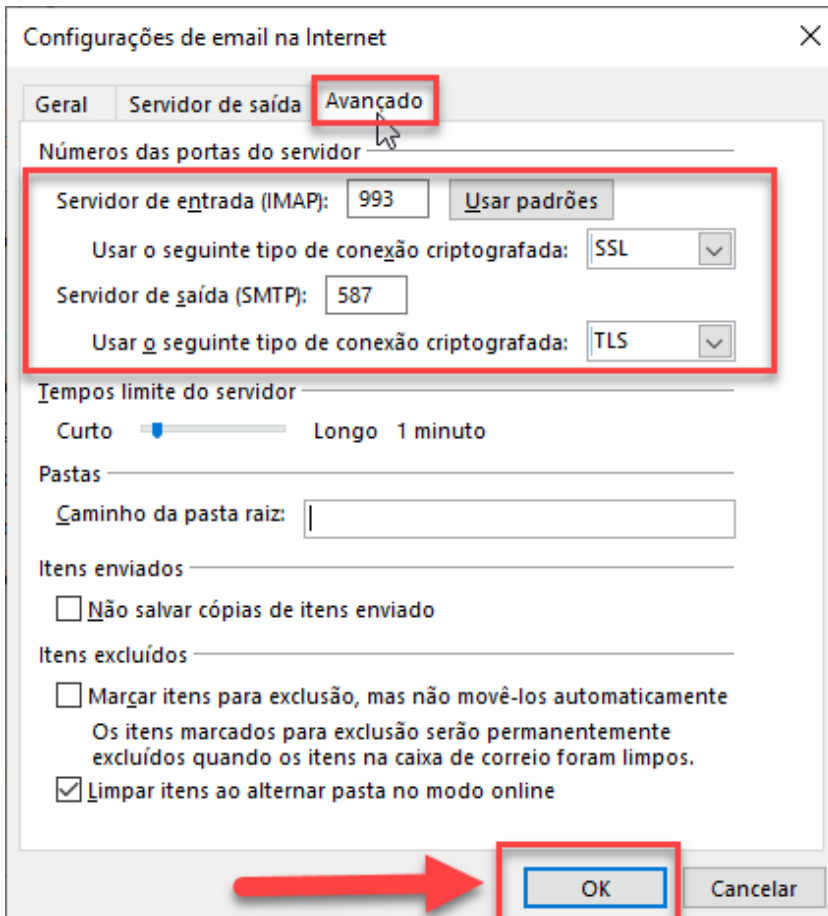 Configurações de email na Internet
Geral Servidor de saída Avançado
Números das portas do servidor
Servidor de entrada (IMAP): 993 Usar padrões
Usar o seguinte tipo de conexão criptografada: SSL
Servidor de saída (SMTP): 587
Usar o seguinte tipo de conexão criptografada: TLS
Tempos limite do servidor
Curto Longo 1 minuto
Pastas
Caminho da pasta raiz:
Itens enviados
Não salvar cópias de itens enviado
Itens excluídos
Marcar itens para exclusão, mas não movê-los automaticamente
Os itens marcados para exclusão serão permanentemente
excluídos quando os itens na caixa de correio foram limpos.
Limpar itens ao alternar pasta no modo online
OK Cancelar